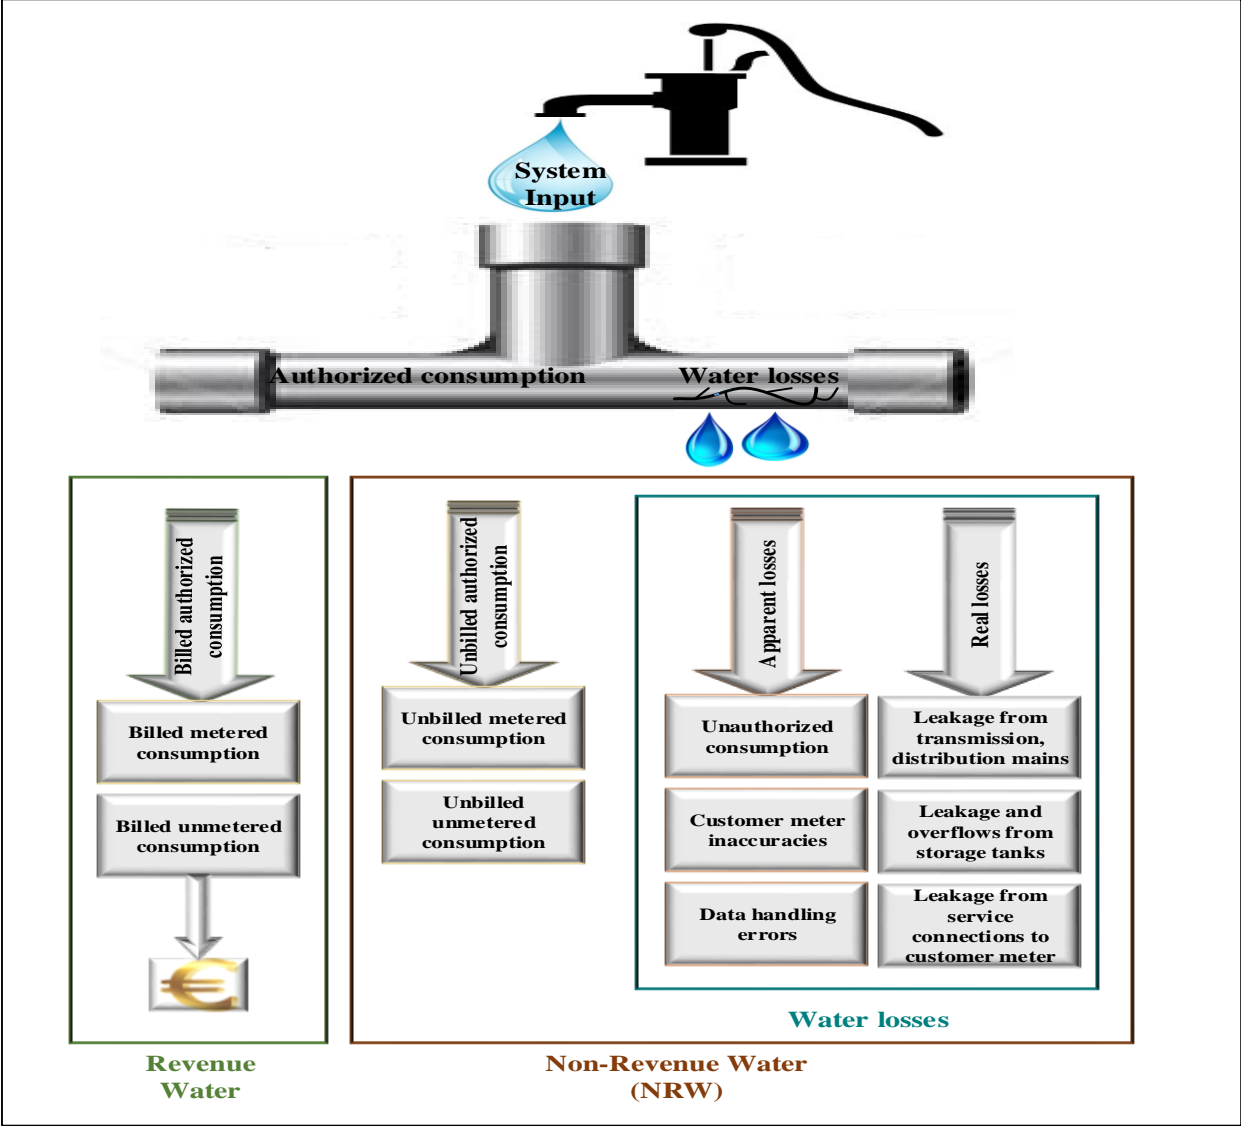 System
Input
Authorized consumption
Water losses
Billed authorized
consumption
Billed metered
consumption
Billed unmetered
consumption
€
Revenue
Water
Unbilled authorized
consumption
Unbilled metered
consumption
Unbilled
unmetered
consumption
Apparent losses
Unauthorized
consumption
Customer meter
inaccuracies
Data handling
errors
Real losses
Leakage from
transmission,
distribution mains
Leakage and
overflows from
storage tanks
Leakage from
service
connections to
customer meter
Water losses
Non-Revenue Water
(NRW)